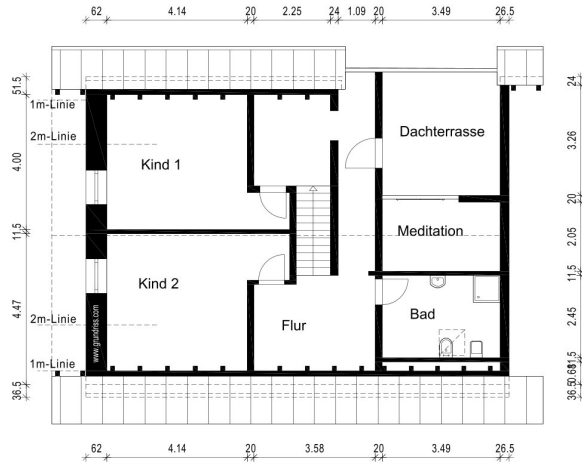 62 4.14 20 2.25 24 1.09 20 3.49 26.5
51.5
1m-Linie
24
2m-Linie
Dachterrasse
3.26
4.00
Kind 1
20
Meditation
2.05
11.5
11.5
Kind 2
Bad
2.45
4.47
www.grundriss.com
2m-Linie
Flur
1m-Linie
36.5
36.5
62 4.14 20 3.58 20 3.49 26.5